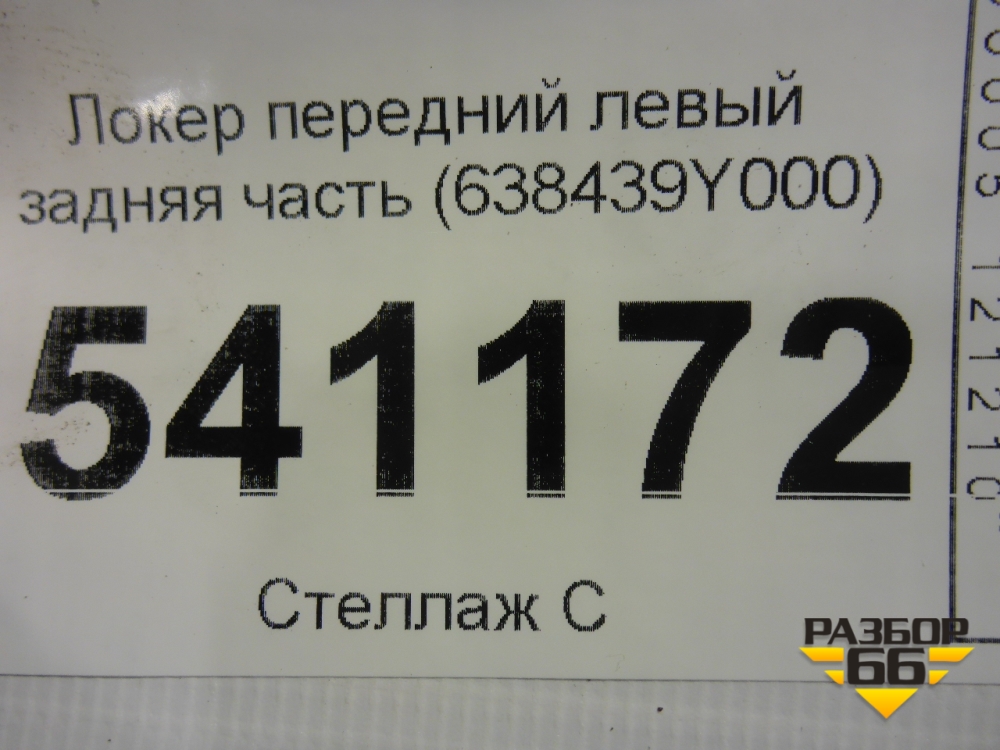 Локер передний левый
задняя часть (638439Y000)
541172
Стеллаж С
РАЗБОР
66